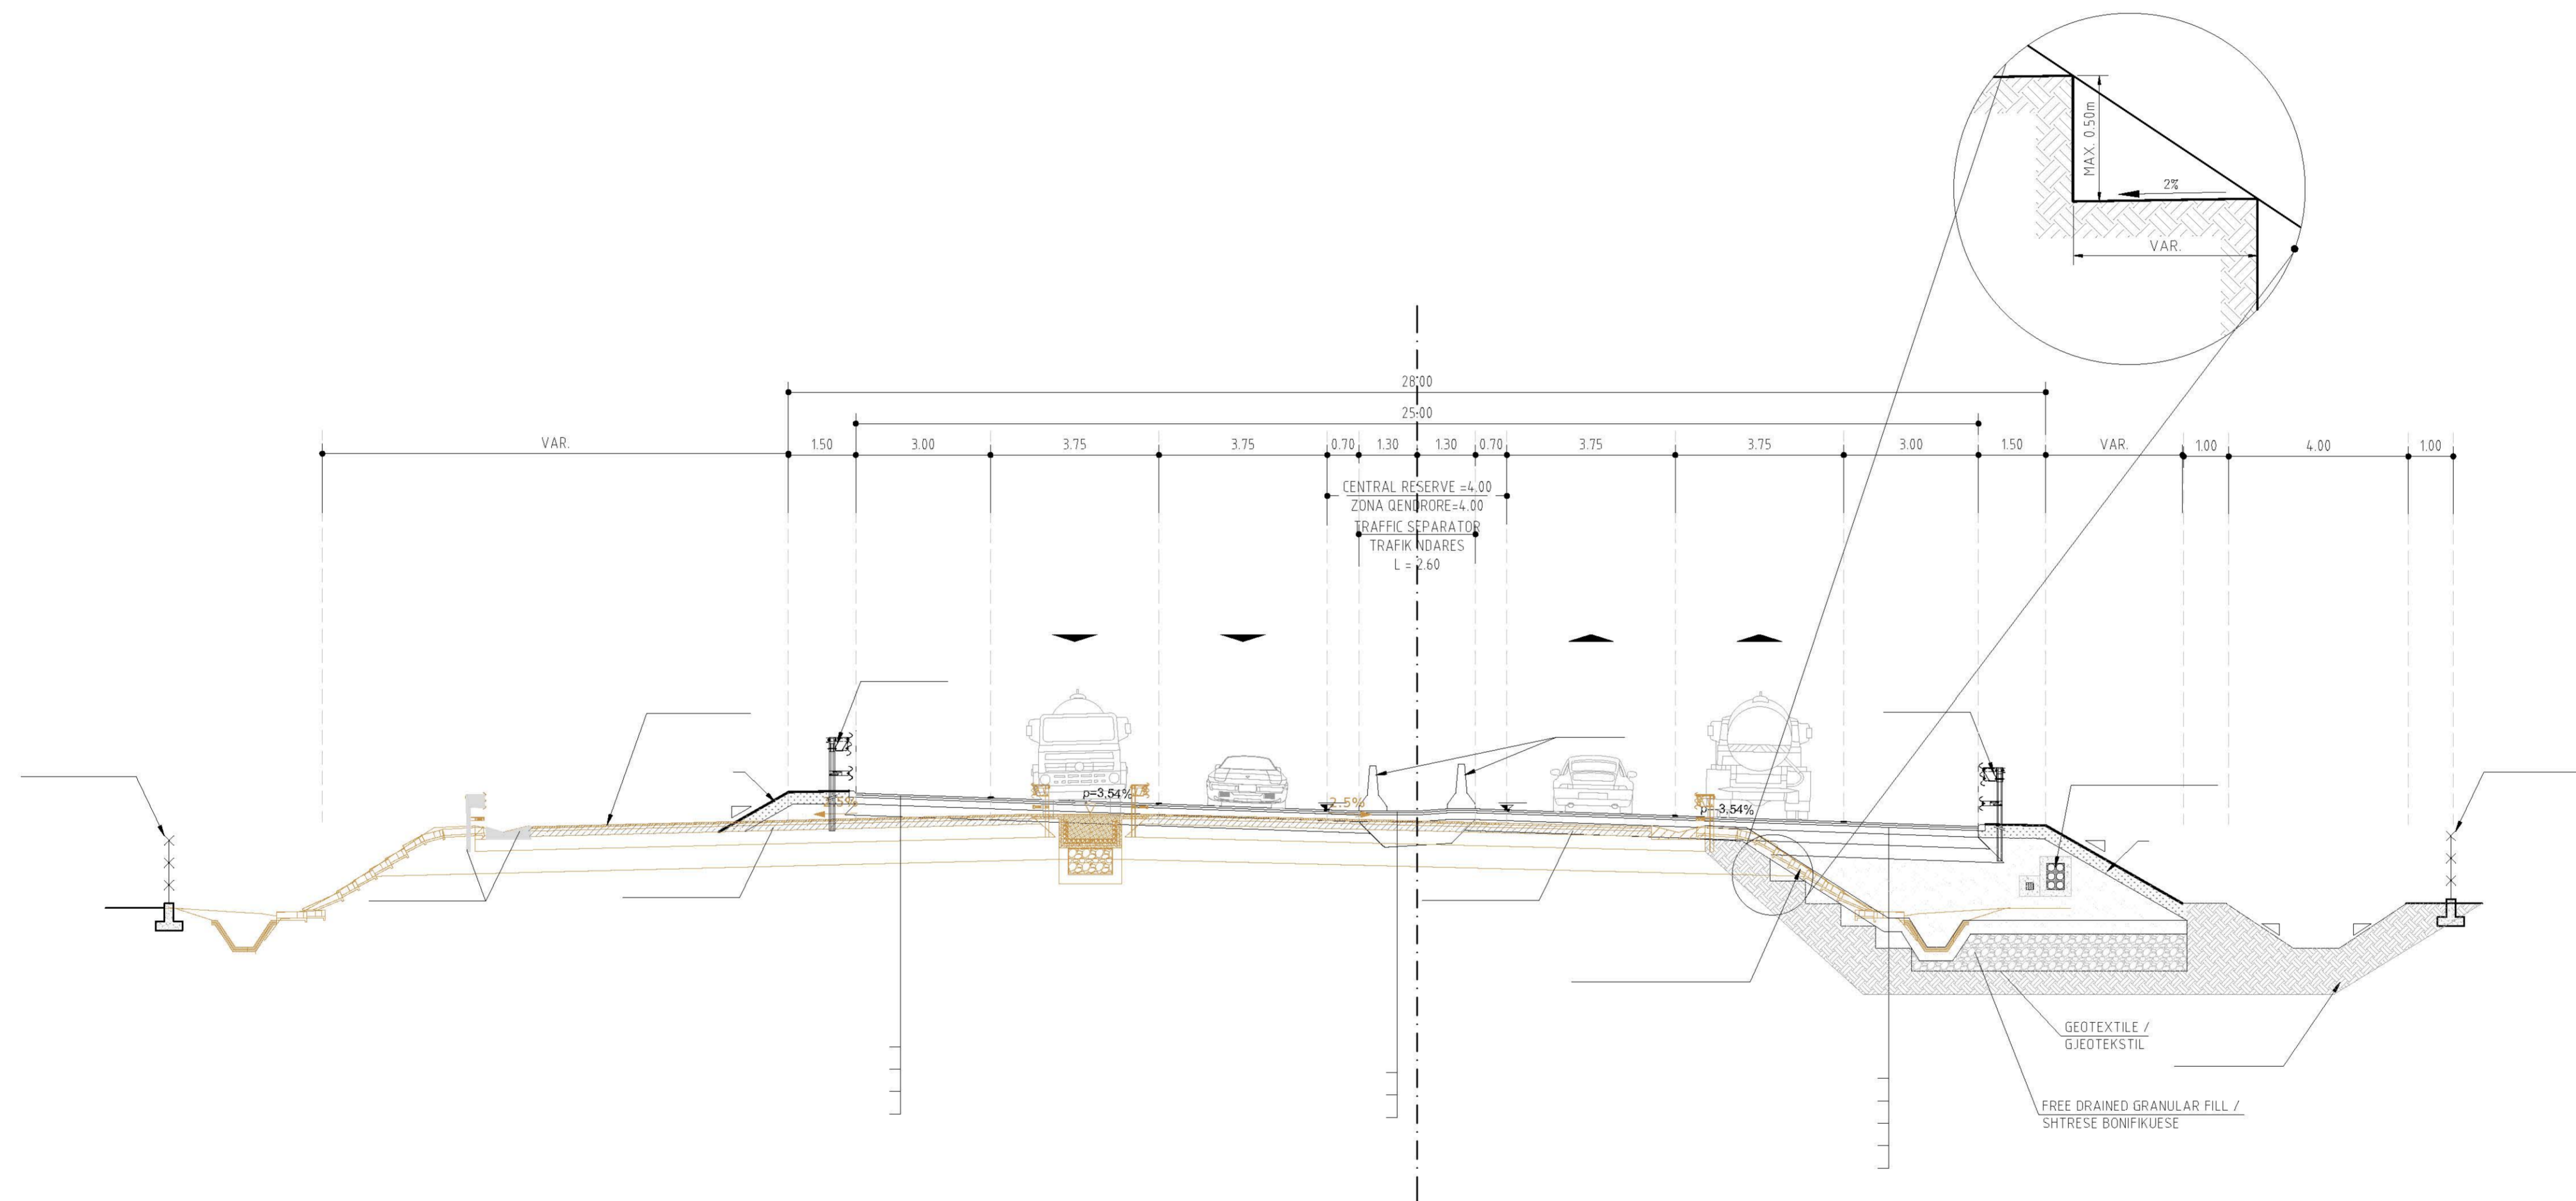 MAX. 0.50m
2%
VAR.
28.00
25.00
VAR.
1.50
3.00
3.75
3.75
0.70
1.30
1.30
0.70
3.75
3.75
3.00
1.50
VAR.
1.00
4.00
1.00
CENTRAL RESERVE =4.00
ZONA QENDRORE=4.00
TRAFFIC SEPARATOR
TRAFIK NDARES
L = 2.60
p=3,54%
2.5%
p=-3,54%
GEOTEXTILE /
GJEOTEKSTIL
FREE DRAINED GRANULAR FILL /
SHTRESE BONIFIKUESE